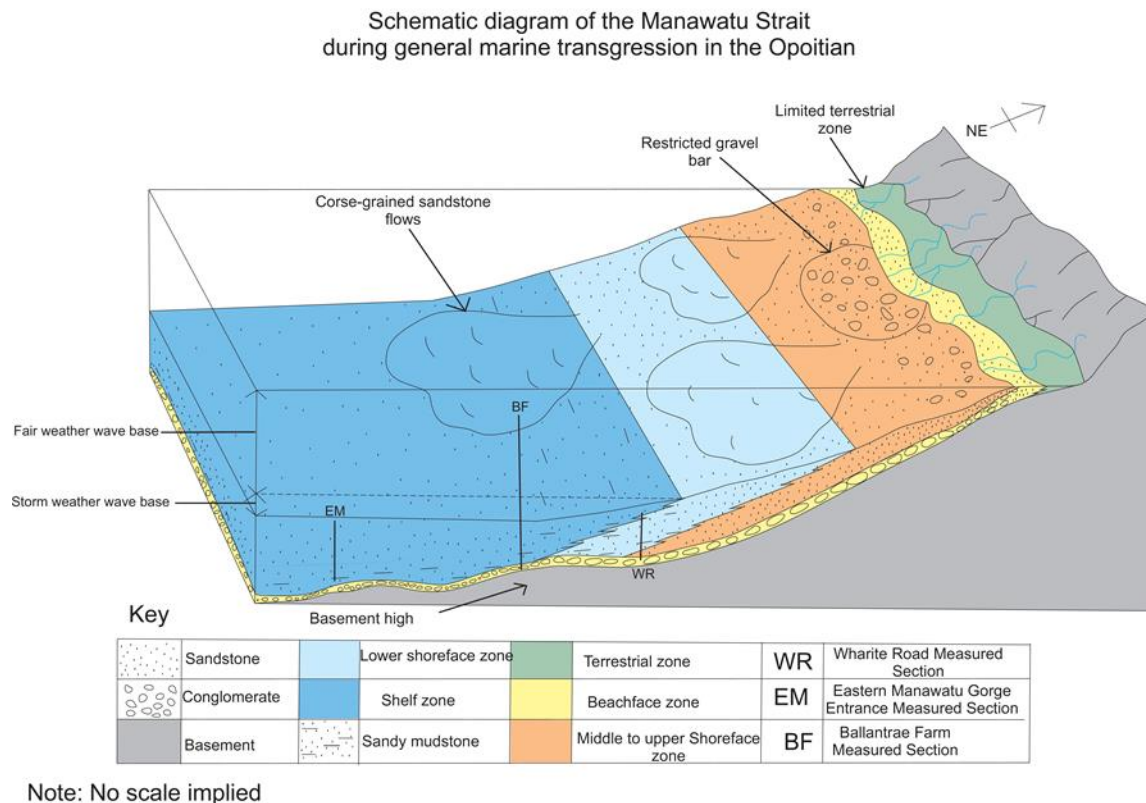 Schematic diagram of the Manawatu Strait
during general marine transgression in the Opoitian
Limited terrestrial
zone
NE
Restricted gravel
bar
Corse-grained sandstone
flows
BF
Fair weather wave base
Storm weather wave base
EM
WR
Basement high
Key
Sandstone
Lower shoreface zone
Terrestrial zone
WR
Wharite Road Measured
Section
Conglomerate
Shelf zone
Beachface zone
EM
Eastern Manawatu Gorge
Entrance Measured Section
Basement
Sandy mudstone
Middle to upper Shoreface
zone
BF
Ballantrae Farm
Measured Section
Note: No scale implied